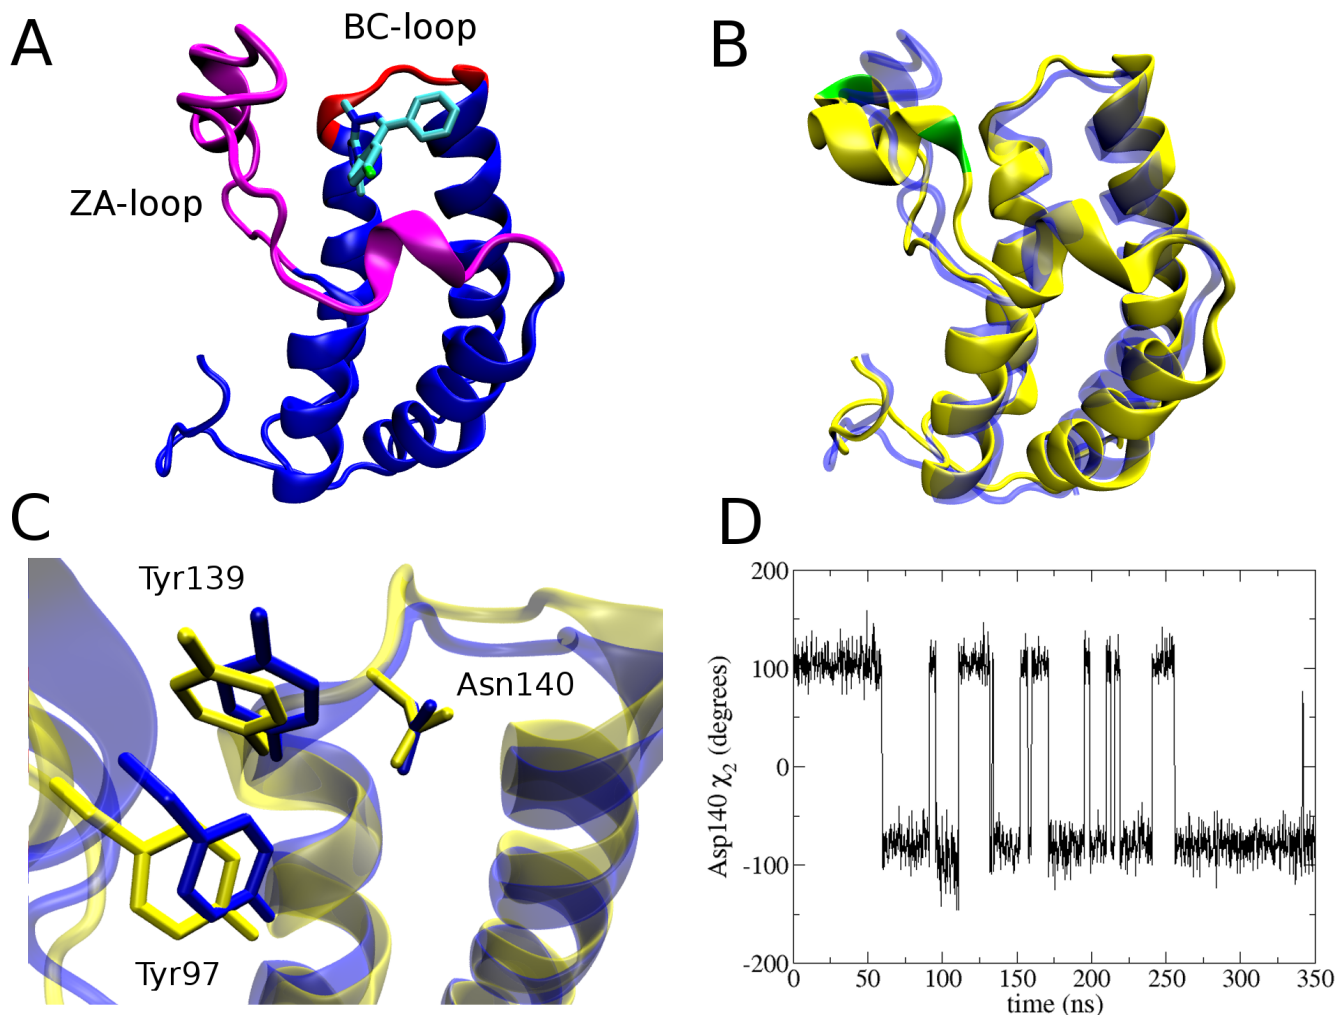 A
BC-loop
ZA-loop
B
C
Tyr139
Asn140
Tyr97
D
200
100
0
-100
-200
Asp140 χ2 (degrees)
0 50 100 150 200 250 300 350
time (ns)